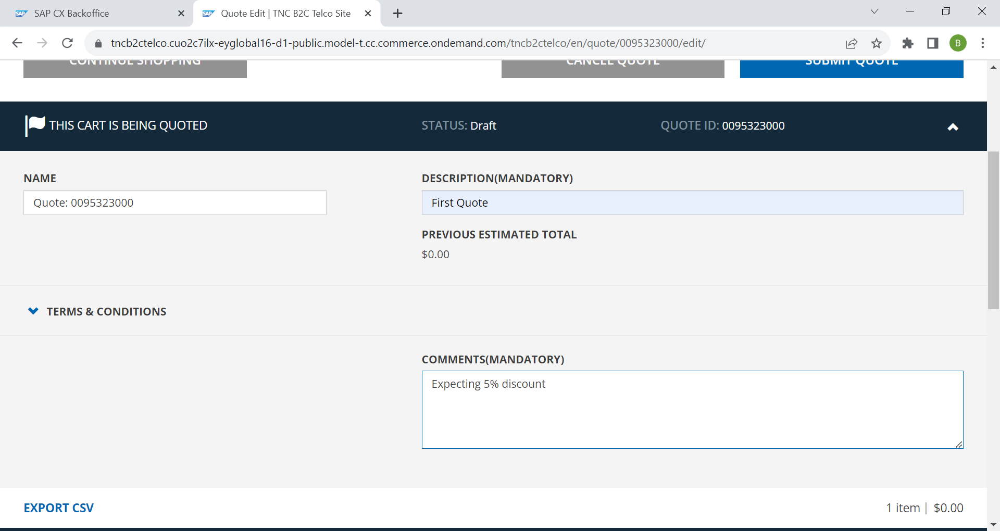 SAP CX Backoffice
Quote Edit | TNC B2C Telco Site
tncb2ctelco.cuo2c7ilx-eyglobal16-d1-public.model-t.cc.commerce.ondemand.com/tncb2ctelco/en/quote/0095323000/edit/
B
CONTINUE SHOPPING
CANCEL QUOTE
SUBMIT QUOTE
THIS CART IS BEING QUOTED
STATUS: Draft
QUOTE ID: 0095323000
NAME
Quote: 0095323000
DESCRIPTION(MANDATORY)
First Quote
PREVIOUS ESTIMATED TOTAL
$0.00
TERMS & CONDITIONS
COMMENTS(MANDATORY)
Expecting 5% discount
EXPORT CSV
1 item | $0.00